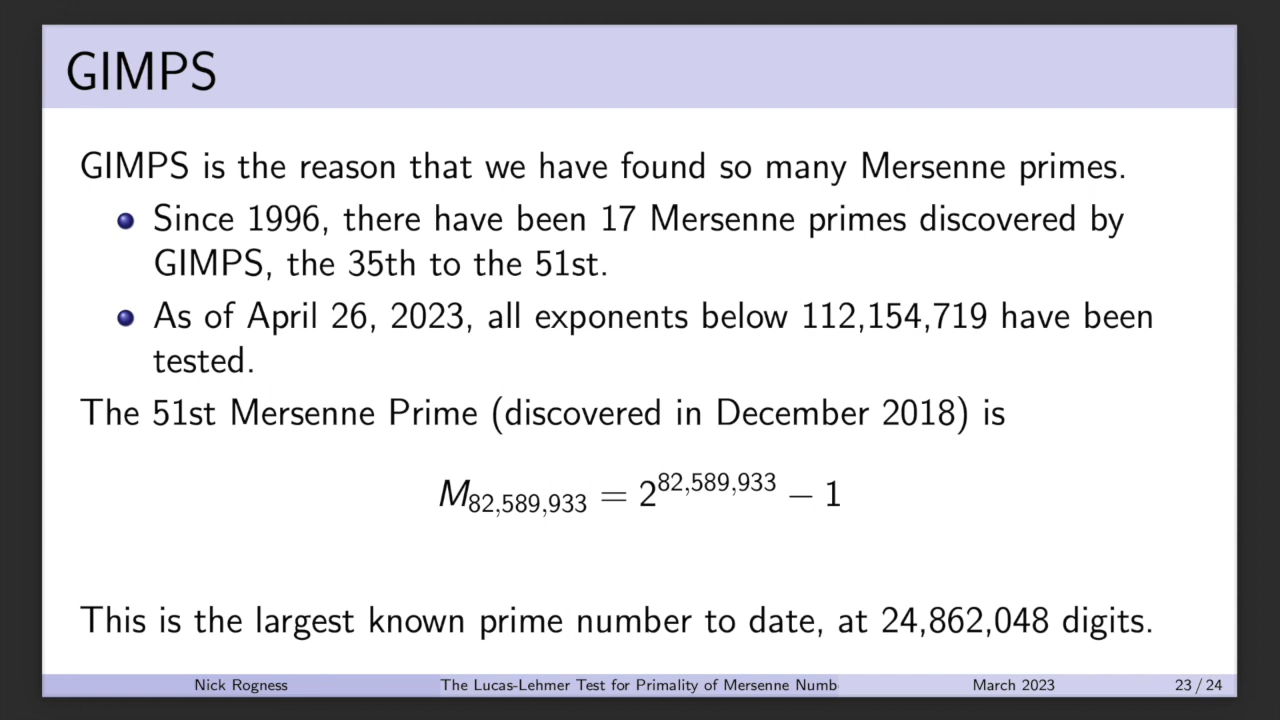 GIMPS
GIMPS is the reason that we have found so many Mersenne primes.
Since 1996, there have been 17 Mersenne primes discovered by
GIMPS, the 35th to the 51st.
As of April 26, 2023, all exponents below 112,154,719 have been
tested.
The 51st Mersenne Prime (discovered in December 2018) is
M_{82,589,933} = 2^{82,589,933} − 1
This is the largest known prime number to date, at 24,862,048 digits.
Nick Rogness The Lucas-Lehmer Test for Primality of Mersenne Numb March 2023 23 / 24